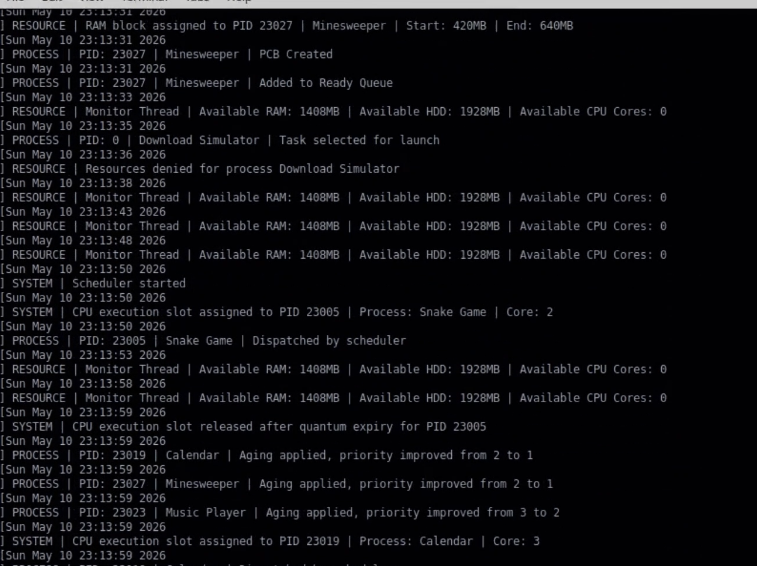 [Sun May 10 23:13:31 2026
] RESOURCE | RAM block assigned to PID 23027 | Minesweeper | Start: 420MB | End: 640MB
[Sun May 10 23:13:31 2026
] PROCESS | PID: 23027 | Minesweeper | PCB Created
[Sun May 10 23:13:31 2026
] PROCESS | PID: 23027 | Minesweeper | Added to Ready Queue
[Sun May 10 23:13:33 2026
] RESOURCE | Monitor Thread | Available RAM: 1408MB | Available HDD: 1928MB | Available CPU Cores: 0
[Sun May 10 23:13:35 2026
] PROCESS | PID: 0 | Download Simulator | Task selected for launch
[Sun May 10 23:13:36 2026
] RESOURCE | Resources denied for process Download Simulator
[Sun May 10 23:13:38 2026
] RESOURCE | Monitor Thread | Available RAM: 1408MB | Available HDD: 1928MB | Available CPU Cores: 0
[Sun May 10 23:13:43 2026
] RESOURCE | Monitor Thread | Available RAM: 1408MB | Available HDD: 1928MB | Available CPU Cores: 0
[Sun May 10 23:13:48 2026
] RESOURCE | Monitor Thread | Available RAM: 1408MB | Available HDD: 1928MB | Available CPU Cores: 0
[Sun May 10 23:13:50 2026
] SYSTEM | Scheduler started
[Sun May 10 23:13:50 2026
] SYSTEM | CPU execution slot assigned to PID 23005 | Process: Snake Game | Core: 2
[Sun May 10 23:13:50 2026
] PROCESS | PID: 23005 | Snake Game | Dispatched by scheduler
[Sun May 10 23:13:53 2026
] RESOURCE | Monitor Thread | Available RAM: 1408MB | Available HDD: 1928MB | Available CPU Cores: 0
[Sun May 10 23:13:58 2026
] RESOURCE | Monitor Thread | Available RAM: 1408MB | Available HDD: 1928MB | Available CPU Cores: 0
[Sun May 10 23:13:59 2026
] SYSTEM | CPU execution slot released after quantum expiry for PID 23005
[Sun May 10 23:13:59 2026
] PROCESS | PID: 23019 | Calendar | Aging applied, priority improved from 2 to 1
[Sun May 10 23:13:59 2026
] PROCESS | PID: 23027 | Minesweeper | Aging applied, priority improved from 2 to 1
[Sun May 10 23:13:59 2026
] PROCESS | PID: 23023 | Music Player | Aging applied, priority improved from 3 to 2
[Sun May 10 23:13:59 2026
] SYSTEM | CPU execution slot assigned to PID 23019 | Process: Calendar | Core: 3
[Sun May 10 23:13:59 2026